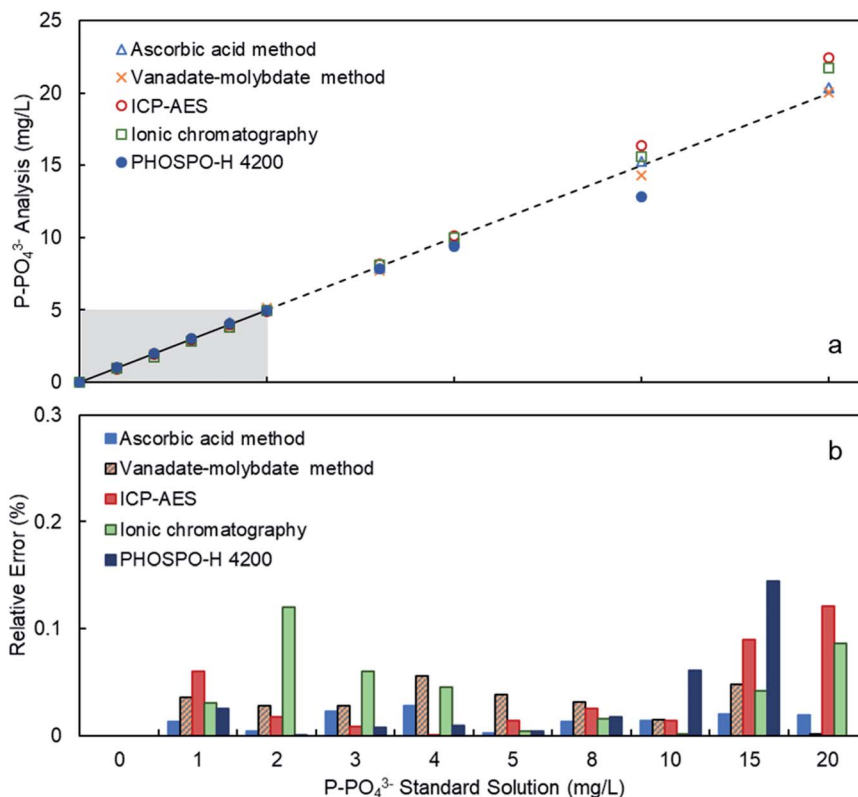 25
20
15
10
5
0
P-PO₄³⁻ Analysis (mg/L)
Ascorbic acid method
Vanadate-molybdate method
ICP-AES
Ionic chromatography
PHOSPO-H 4200
a
0.3
0.2
0.1
0
Relative Error (%)
Ascorbic acid method
Vanadate-molybdate method
ICP-AES
Ionic chromatography
PHOSPO-H 4200
b
0 1 2 3 4 5 8 10 15 20
P-PO₄³⁻ Standard Solution (mg/L)